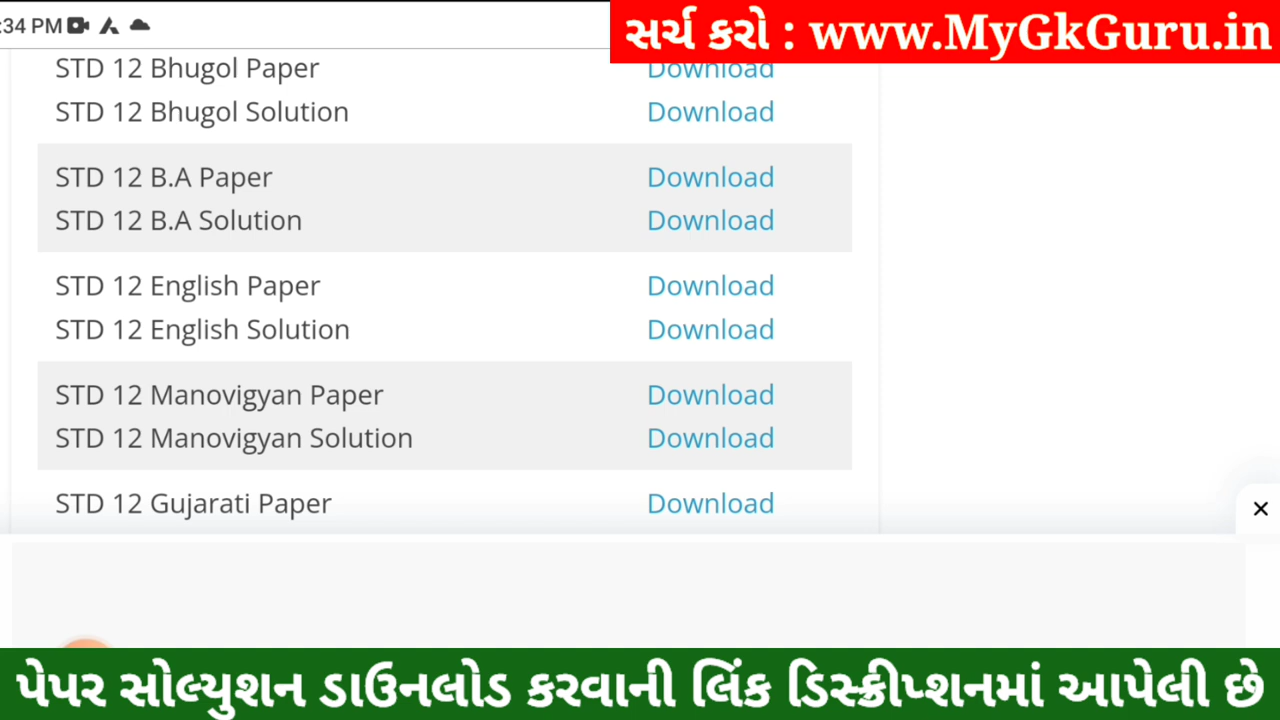 :34 PM
સર્ચ કરો : www.MyGkGuru.in
STD 12 Bhugol Paper Download
STD 12 Bhugol Solution Download
STD 12 B.A Paper Download
STD 12 B.A Solution Download
STD 12 English Paper Download
STD 12 English Solution Download
STD 12 Manovigyan Paper Download
STD 12 Manovigyan Solution Download
STD 12 Gujarati Paper Download
પેપર સોલ્યુશન ડાઉનલોડ કરવાની લિંક ડિસ્ક્રીપ્શનમાં આપેલી છે